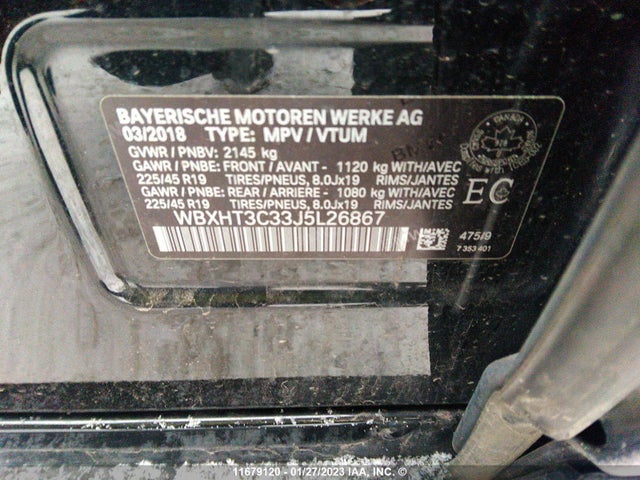 BAYERISCHE MOTOREN WERKE AG
03/2018 TYPE: MPV / VTUM
GVWR / PNBV: 2145 kg
GAWR / PNBE: FRONT / AVANT - 1120 kg WITH/AVEC
225/45 R19 TIRES/PNEUS, 8.0Jx19 RIMS/JANTES
GAWR / PNBE: REAR / ARRIERE - 1080 kg WITH/AVEC
225/45 R19 TIRES/PNEUS, 8.0Jx19 RIMS/JANTES
WBXHT3C33J5L26867
EC
475/9
7 353 401
CANADA
11679120 - 01/27/2023 IAA, Inc.